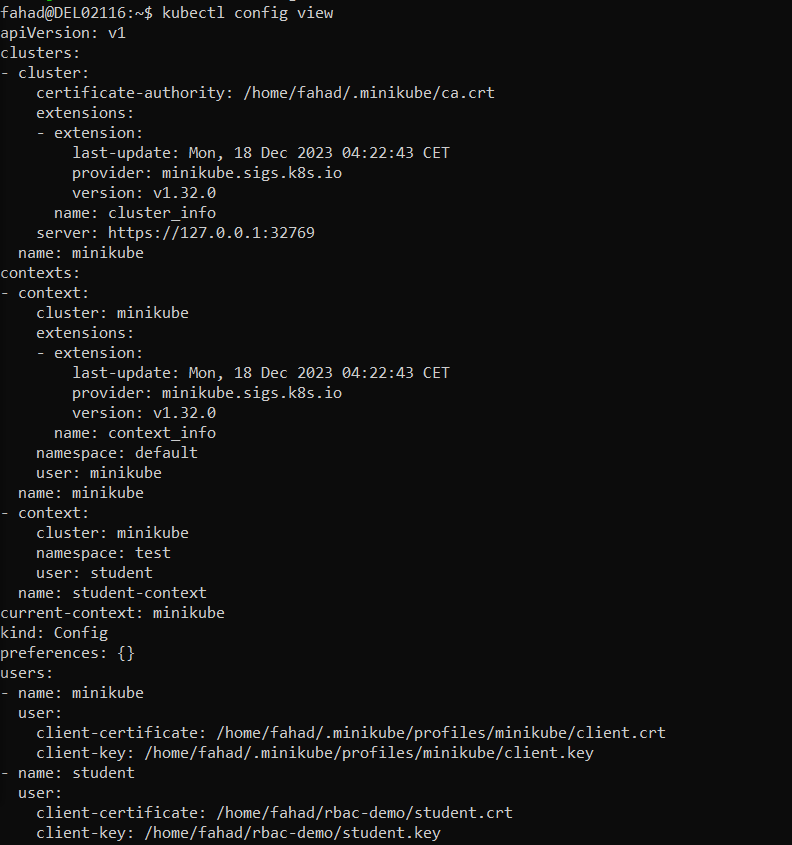 fahad@DEL02116:~$ kubectl config view
apiVersion: v1
clusters:
- cluster:
    certificate-authority: /home/fahad/.minikube/ca.crt
    extensions:
    - extension:
        last-update: Mon, 18 Dec 2023 04:22:43 CET
        provider: minikube.sigs.k8s.io
        version: v1.32.0
      name: cluster_info
    server: https://127.0.0.1:32769
  name: minikube
contexts:
- context:
    cluster: minikube
    extensions:
    - extension:
        last-update: Mon, 18 Dec 2023 04:22:43 CET
        provider: minikube.sigs.k8s.io
        version: v1.32.0
      name: context_info
    namespace: default
    user: minikube
  name: minikube
- context:
    cluster: minikube
    namespace: test
    user: student
  name: student-context
current-context: minikube
kind: Config
preferences: {}
users:
- name: minikube
  user:
    client-certificate: /home/fahad/.minikube/profiles/minikube/client.crt
    client-key: /home/fahad/.minikube/profiles/minikube/client.key
- name: student
  user:
    client-certificate: /home/fahad/rbac-demo/student.crt
    client-key: /home/fahad/rbac-demo/student.key